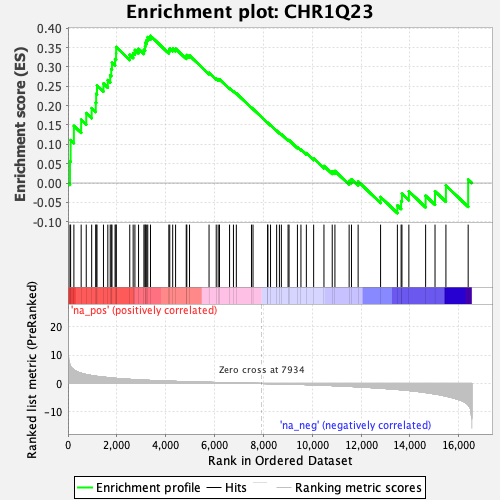 Enrichment plot: CHR1Q23
Enrichment score (ES)
0.40
0.35
0.30
0.25
0.20
0.15
0.10
0.05
0.00
-0.05
-0.10
'na_pos' (positively correlated)
Ranked list metric (PreRanked)
20
10
0
-10
Zero cross at 7934
'na_neg' (negatively correlated)
0 2,000 4,000 6,000 8,000 10,000 12,000 14,000 16,000
Rank in Ordered Dataset
Enrichment profile Hits Ranking metric scores